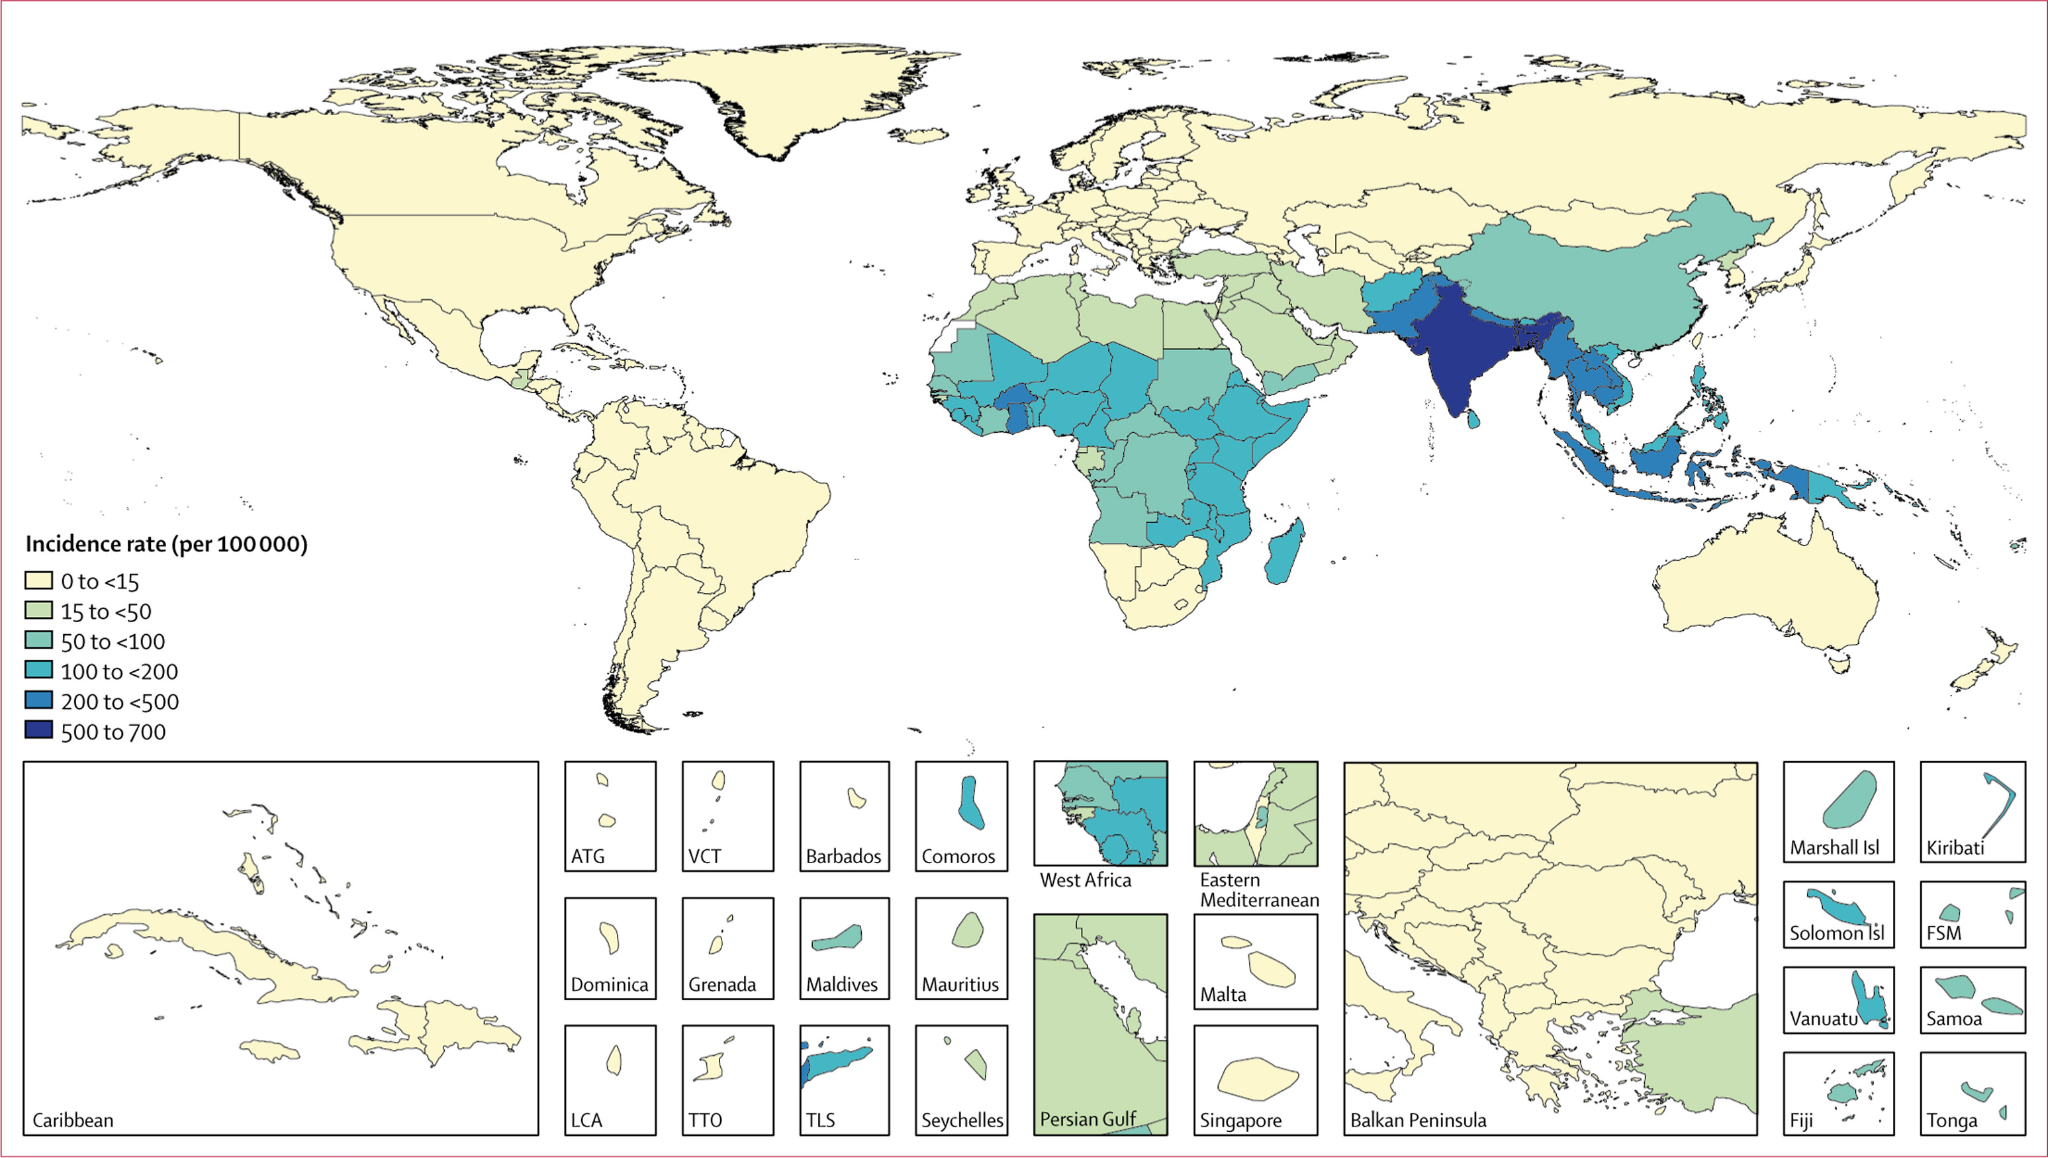 Incidence rate (per 100 000)
0 to <15
15 to <50
50 to <100
100 to <200
200 to <500
500 to 700
Caribbean
ATG
VCT
Barbados
Comoros
West Africa
Eastern
Mediterranean
Marshall Isl
Kiribati
Dominica
Grenada
Maldives
Mauritius
Malta
Solomon Isl
FSM
Vanuatu
Samoa
LCA
TTO
TLS
Seychelles
Persian Gulf
Singapore
Balkan Peninsula
Fiji
Tonga